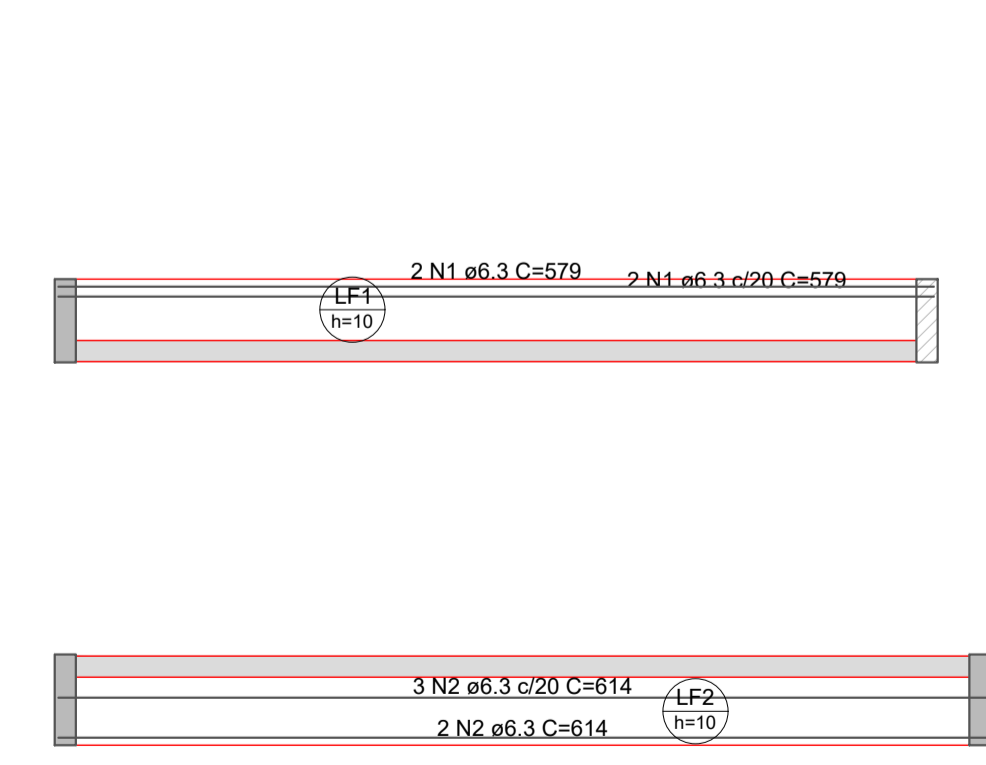 2 N1 ø6.3 C=579
2 N1 ø6.3 c/20 C=579
LF1
h=10
3 N2 ø6.3 c/20 C=614
LF2
h=10
2 N2 ø6.3 C=614